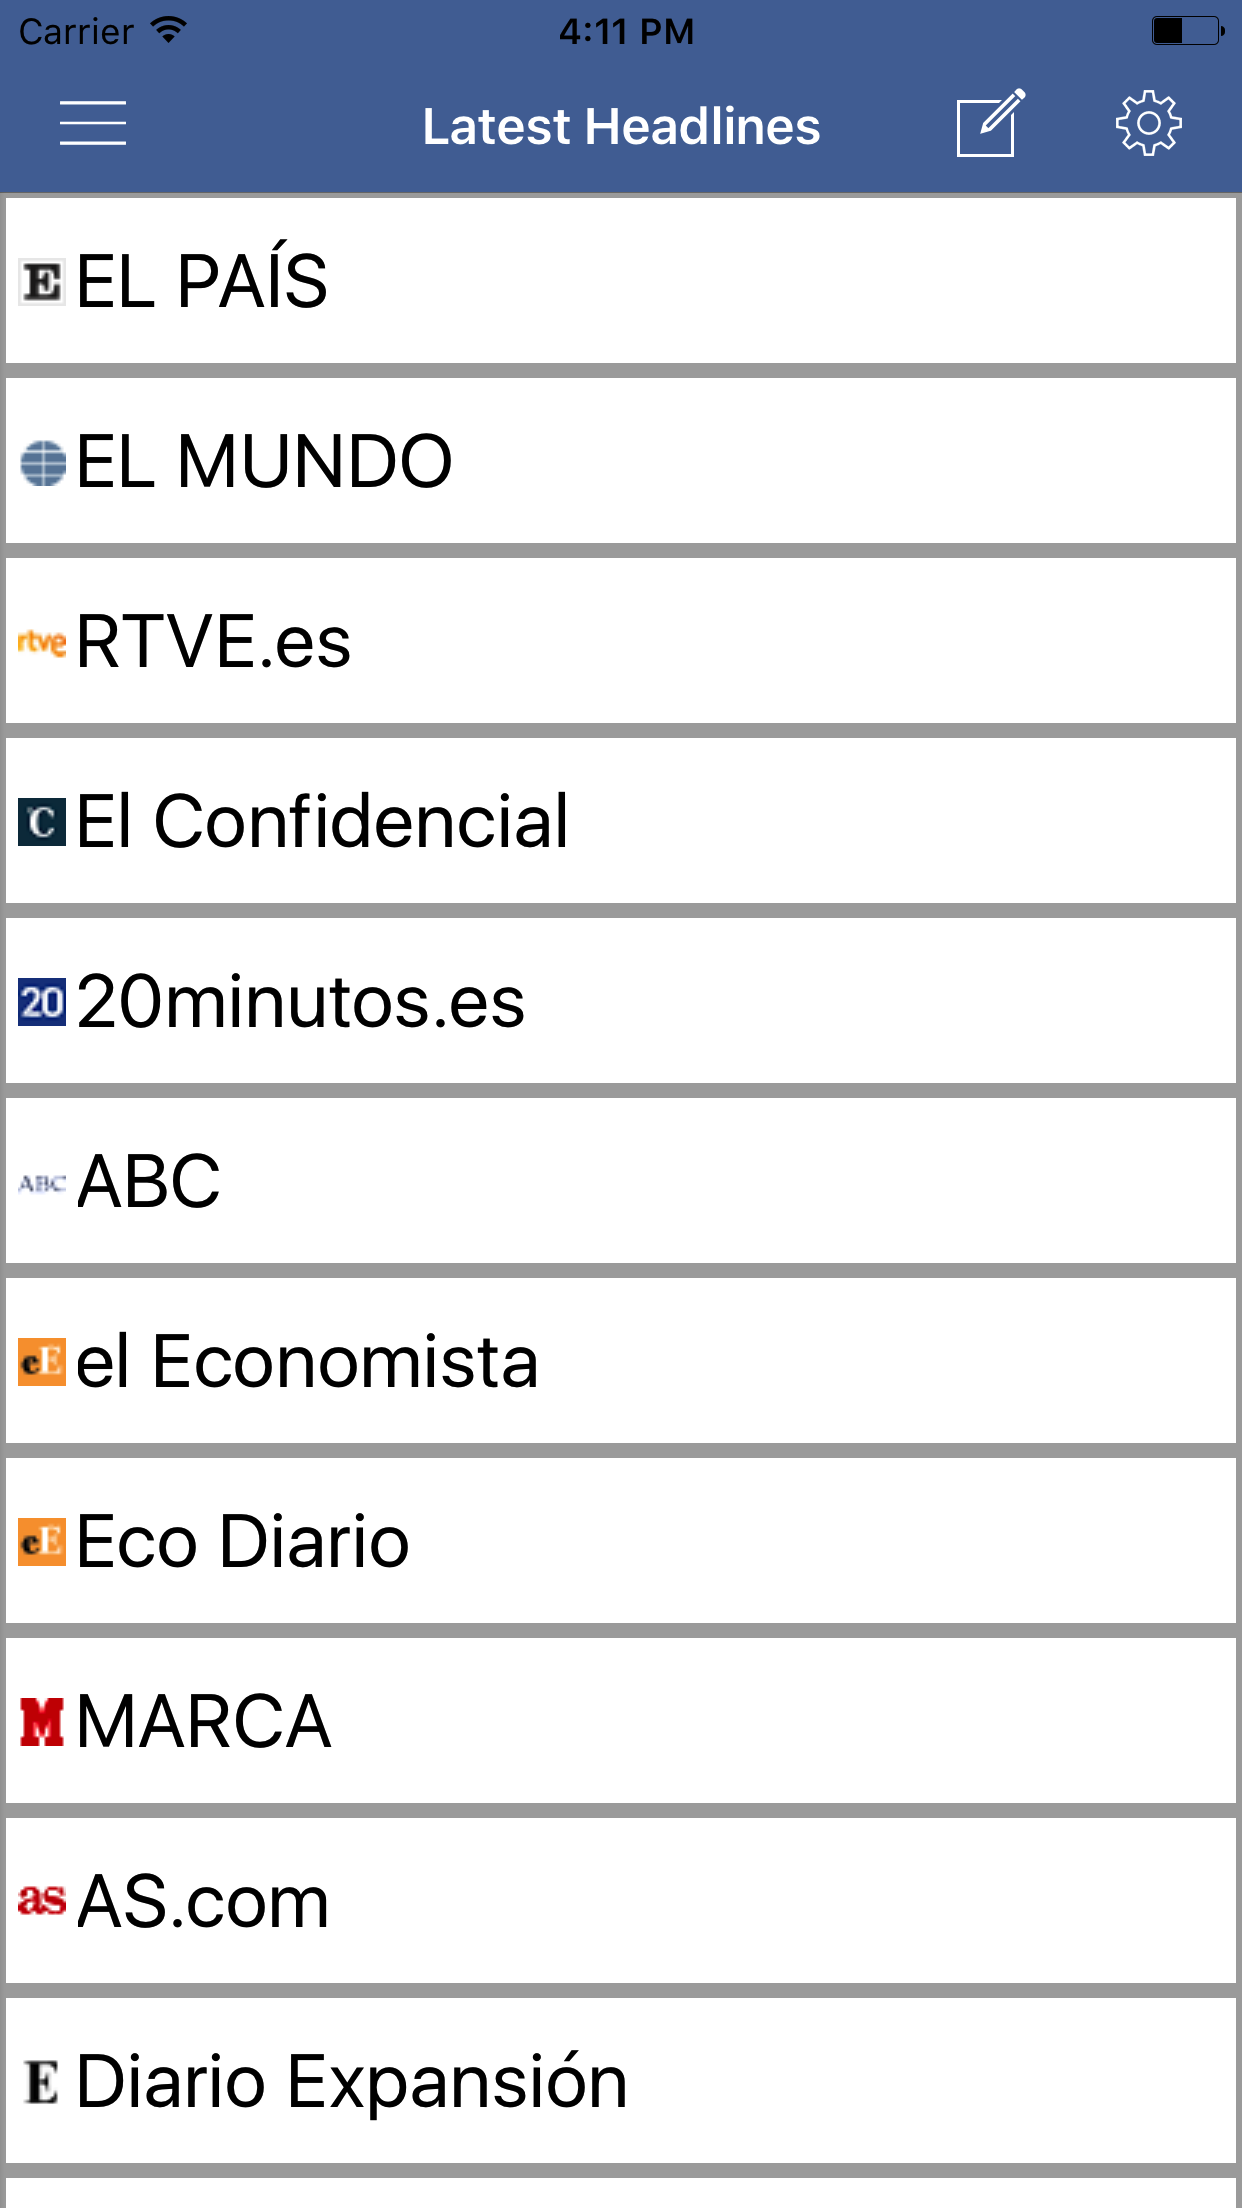 Carrier 4:11 PM
Latest Headlines
E EL PAÍS
EL MUNDO
rtve RTVE.es
C El Confidencial
20 20minutos.es
ABC ABC
eE el Economista
eE Eco Diario
M MARCA
as AS.com
E Diario Expansión